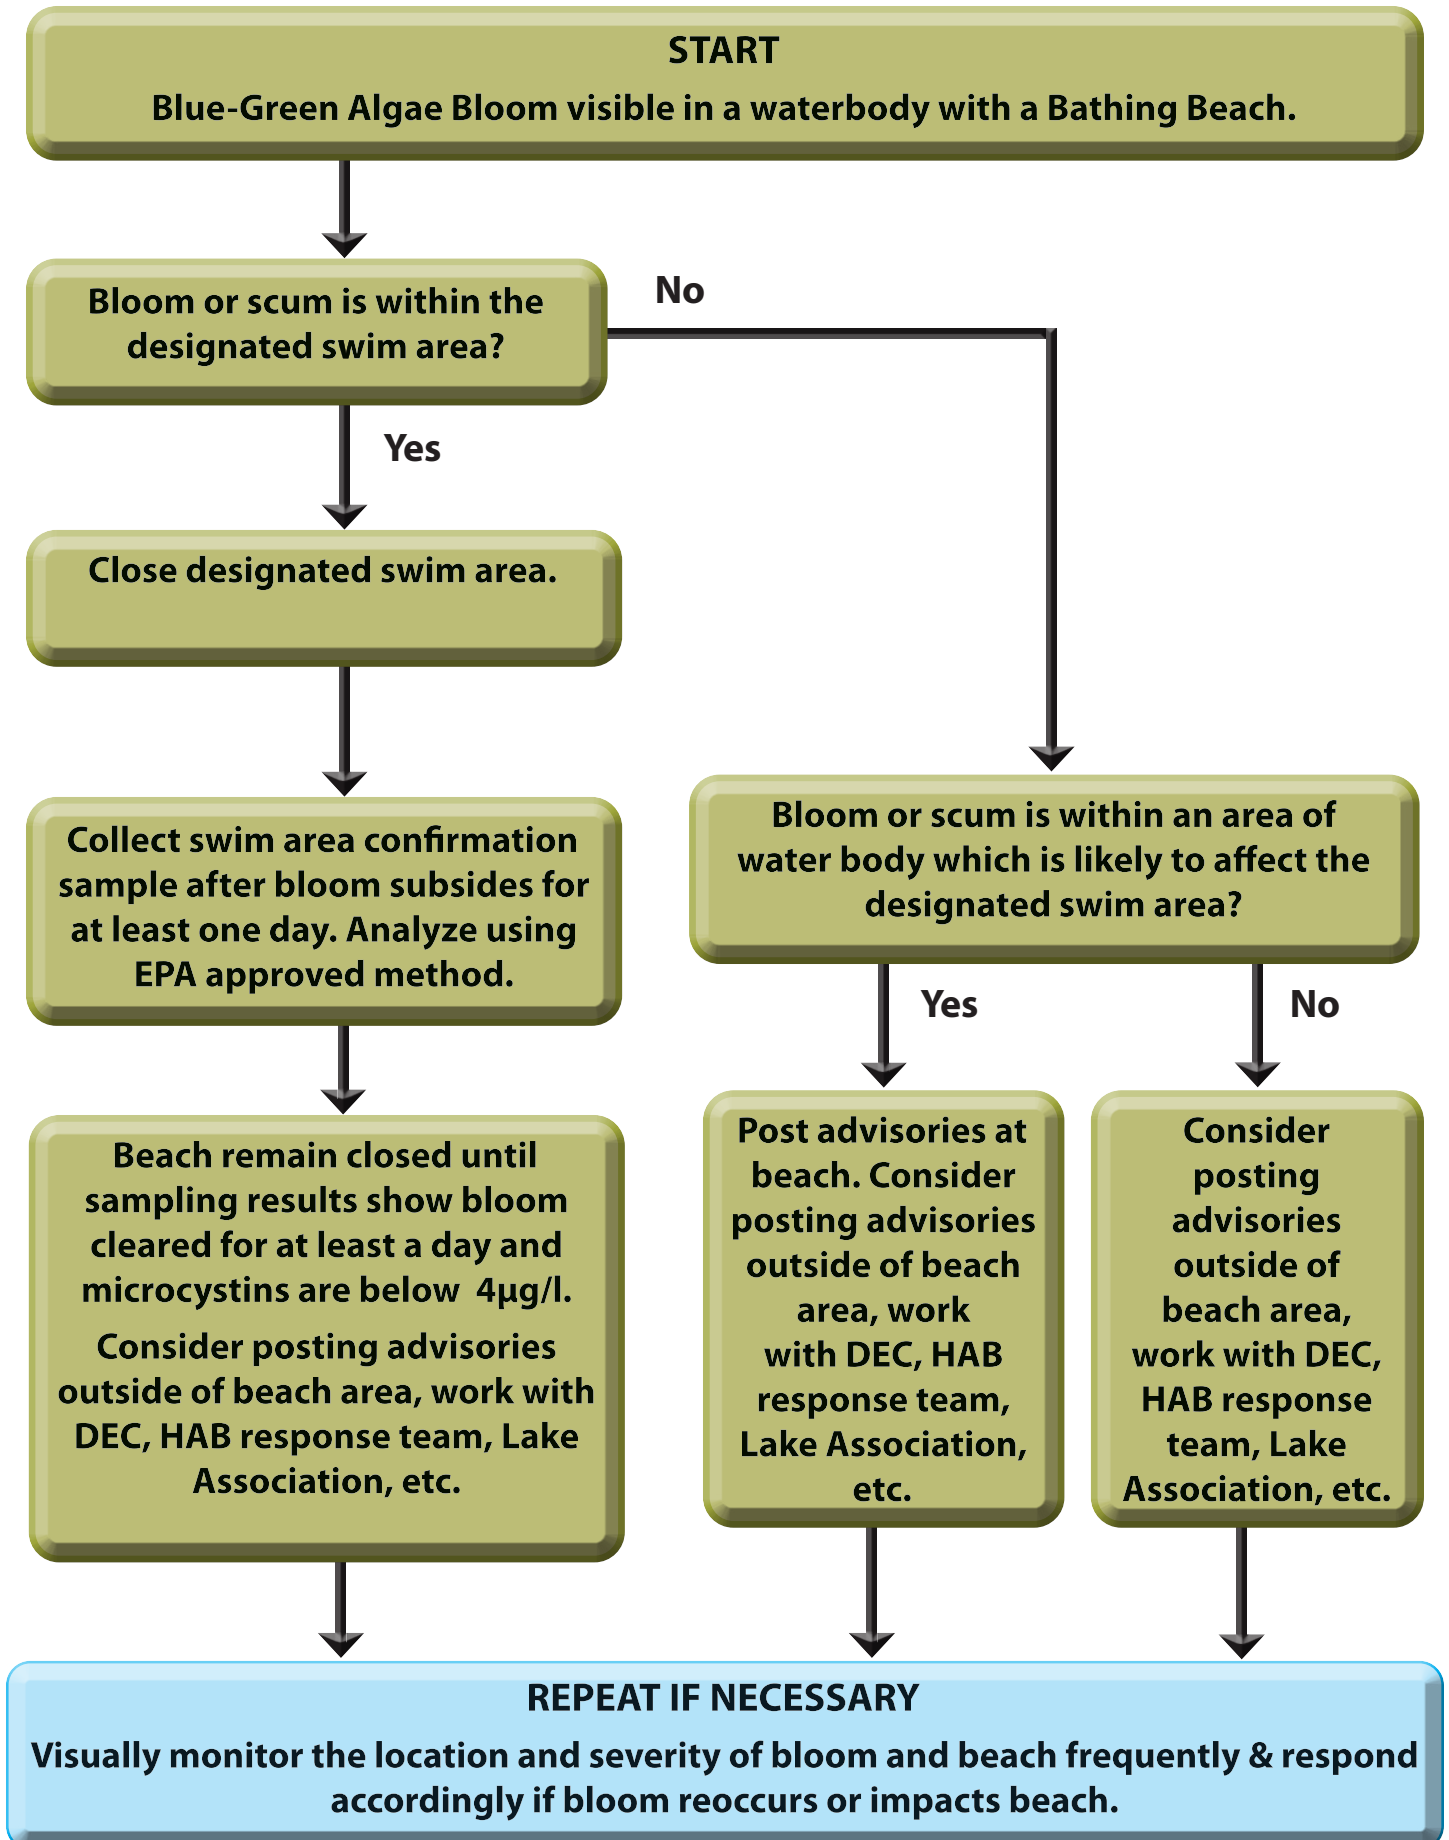 START
Blue-Green Algae Bloom visible in a waterbody with a Bathing Beach.
Bloom or scum is within the
designated swim area?
No
Yes
Close designated swim area.
Collect swim area confirmation
sample after bloom subsides for
at least one day. Analyze using
EPA approved method.
Bloom or scum is within an area of
water body which is likely to affect the
designated swim area?
Yes
No
Beach remain closed until
sampling results show bloom
cleared for at least a day and
microcystins are below  4µg/l.
Consider posting advisories
outside of beach area, work with
DEC, HAB response team, Lake
Association, etc.
Post advisories at
beach. Consider
posting advisories
outside of beach
area, work
with DEC, HAB
response team,
Lake Association,
etc.
Consider
posting
advisories
outside of
beach area,
work with DEC,
HAB response
team, Lake
Association, etc.
REPEAT IF NECESSARY
Visually monitor the location and severity of bloom and beach frequently & respond
accordingly if bloom reoccurs or impacts beach.